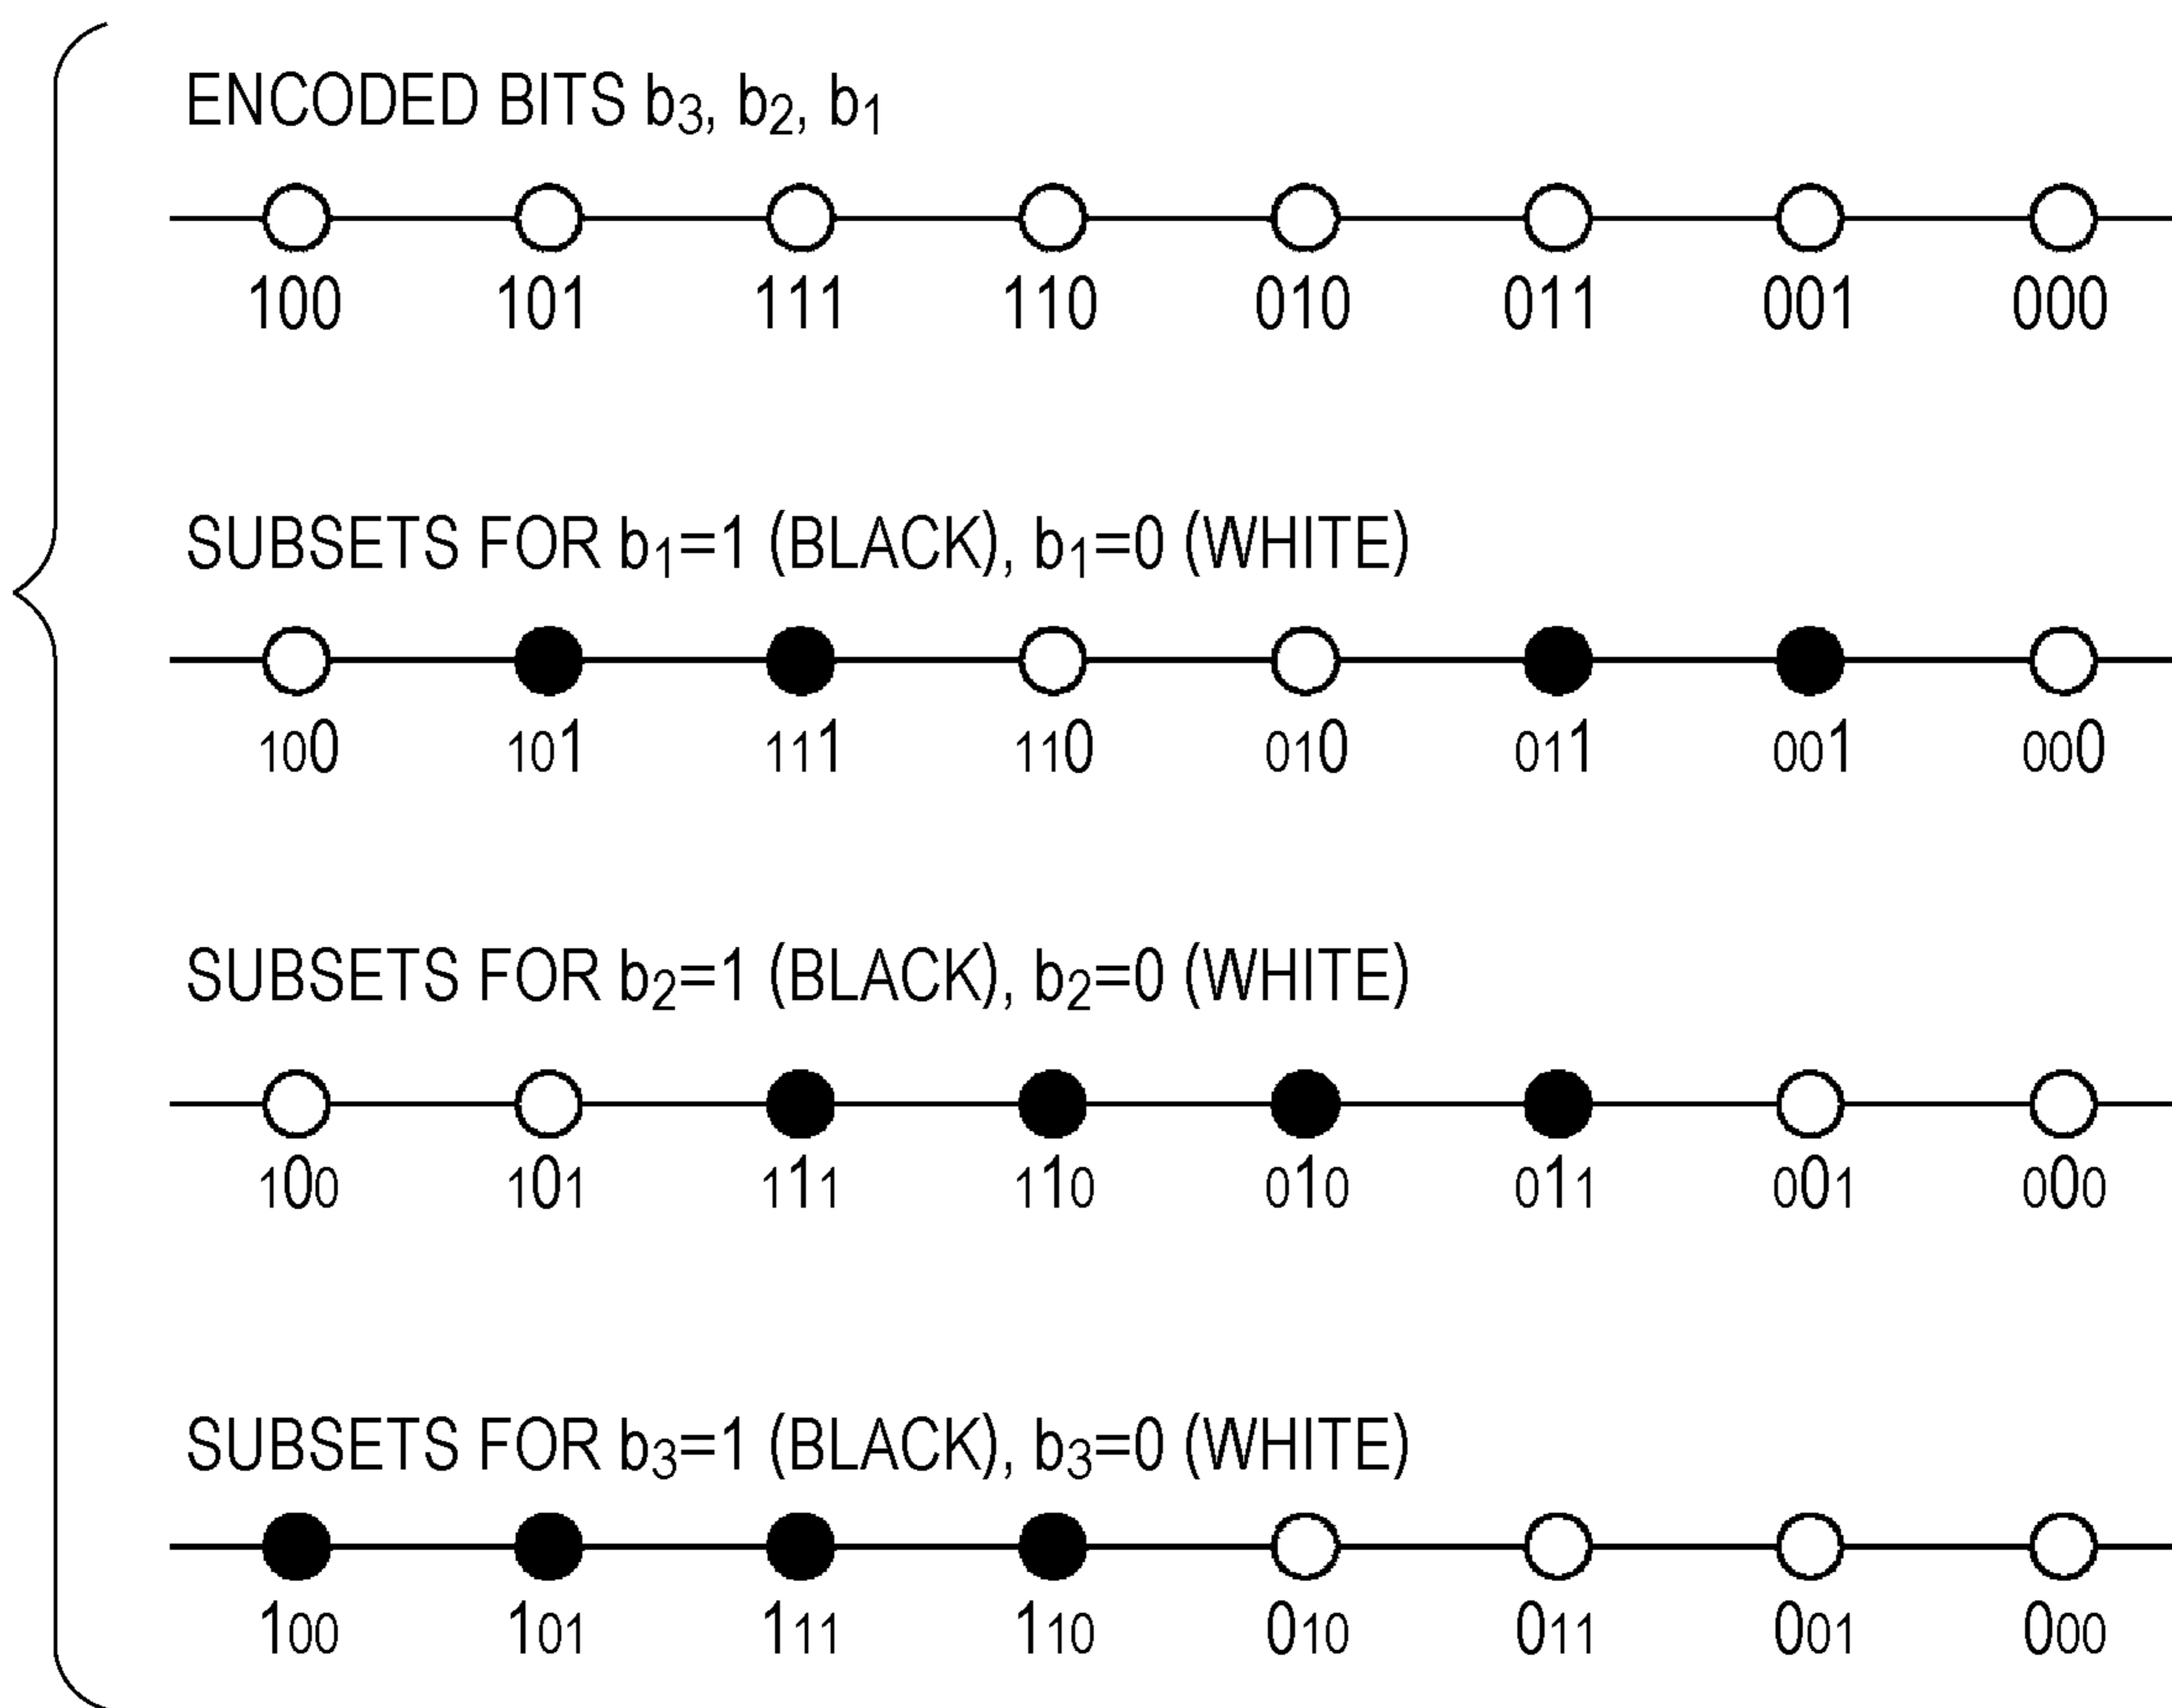 ENCODED BITS b3, b2, b1
100 101 111 110 010 011 001 000
SUBSETS FOR b1=1 (BLACK), b1=0 (WHITE)
100 101 111 110 010 011 001 000
SUBSETS FOR b2=1 (BLACK), b2=0 (WHITE)
100 101 111 110 010 011 001 000
SUBSETS FOR b3=1 (BLACK), b3=0 (WHITE)
100 101 111 110 010 011 001 000